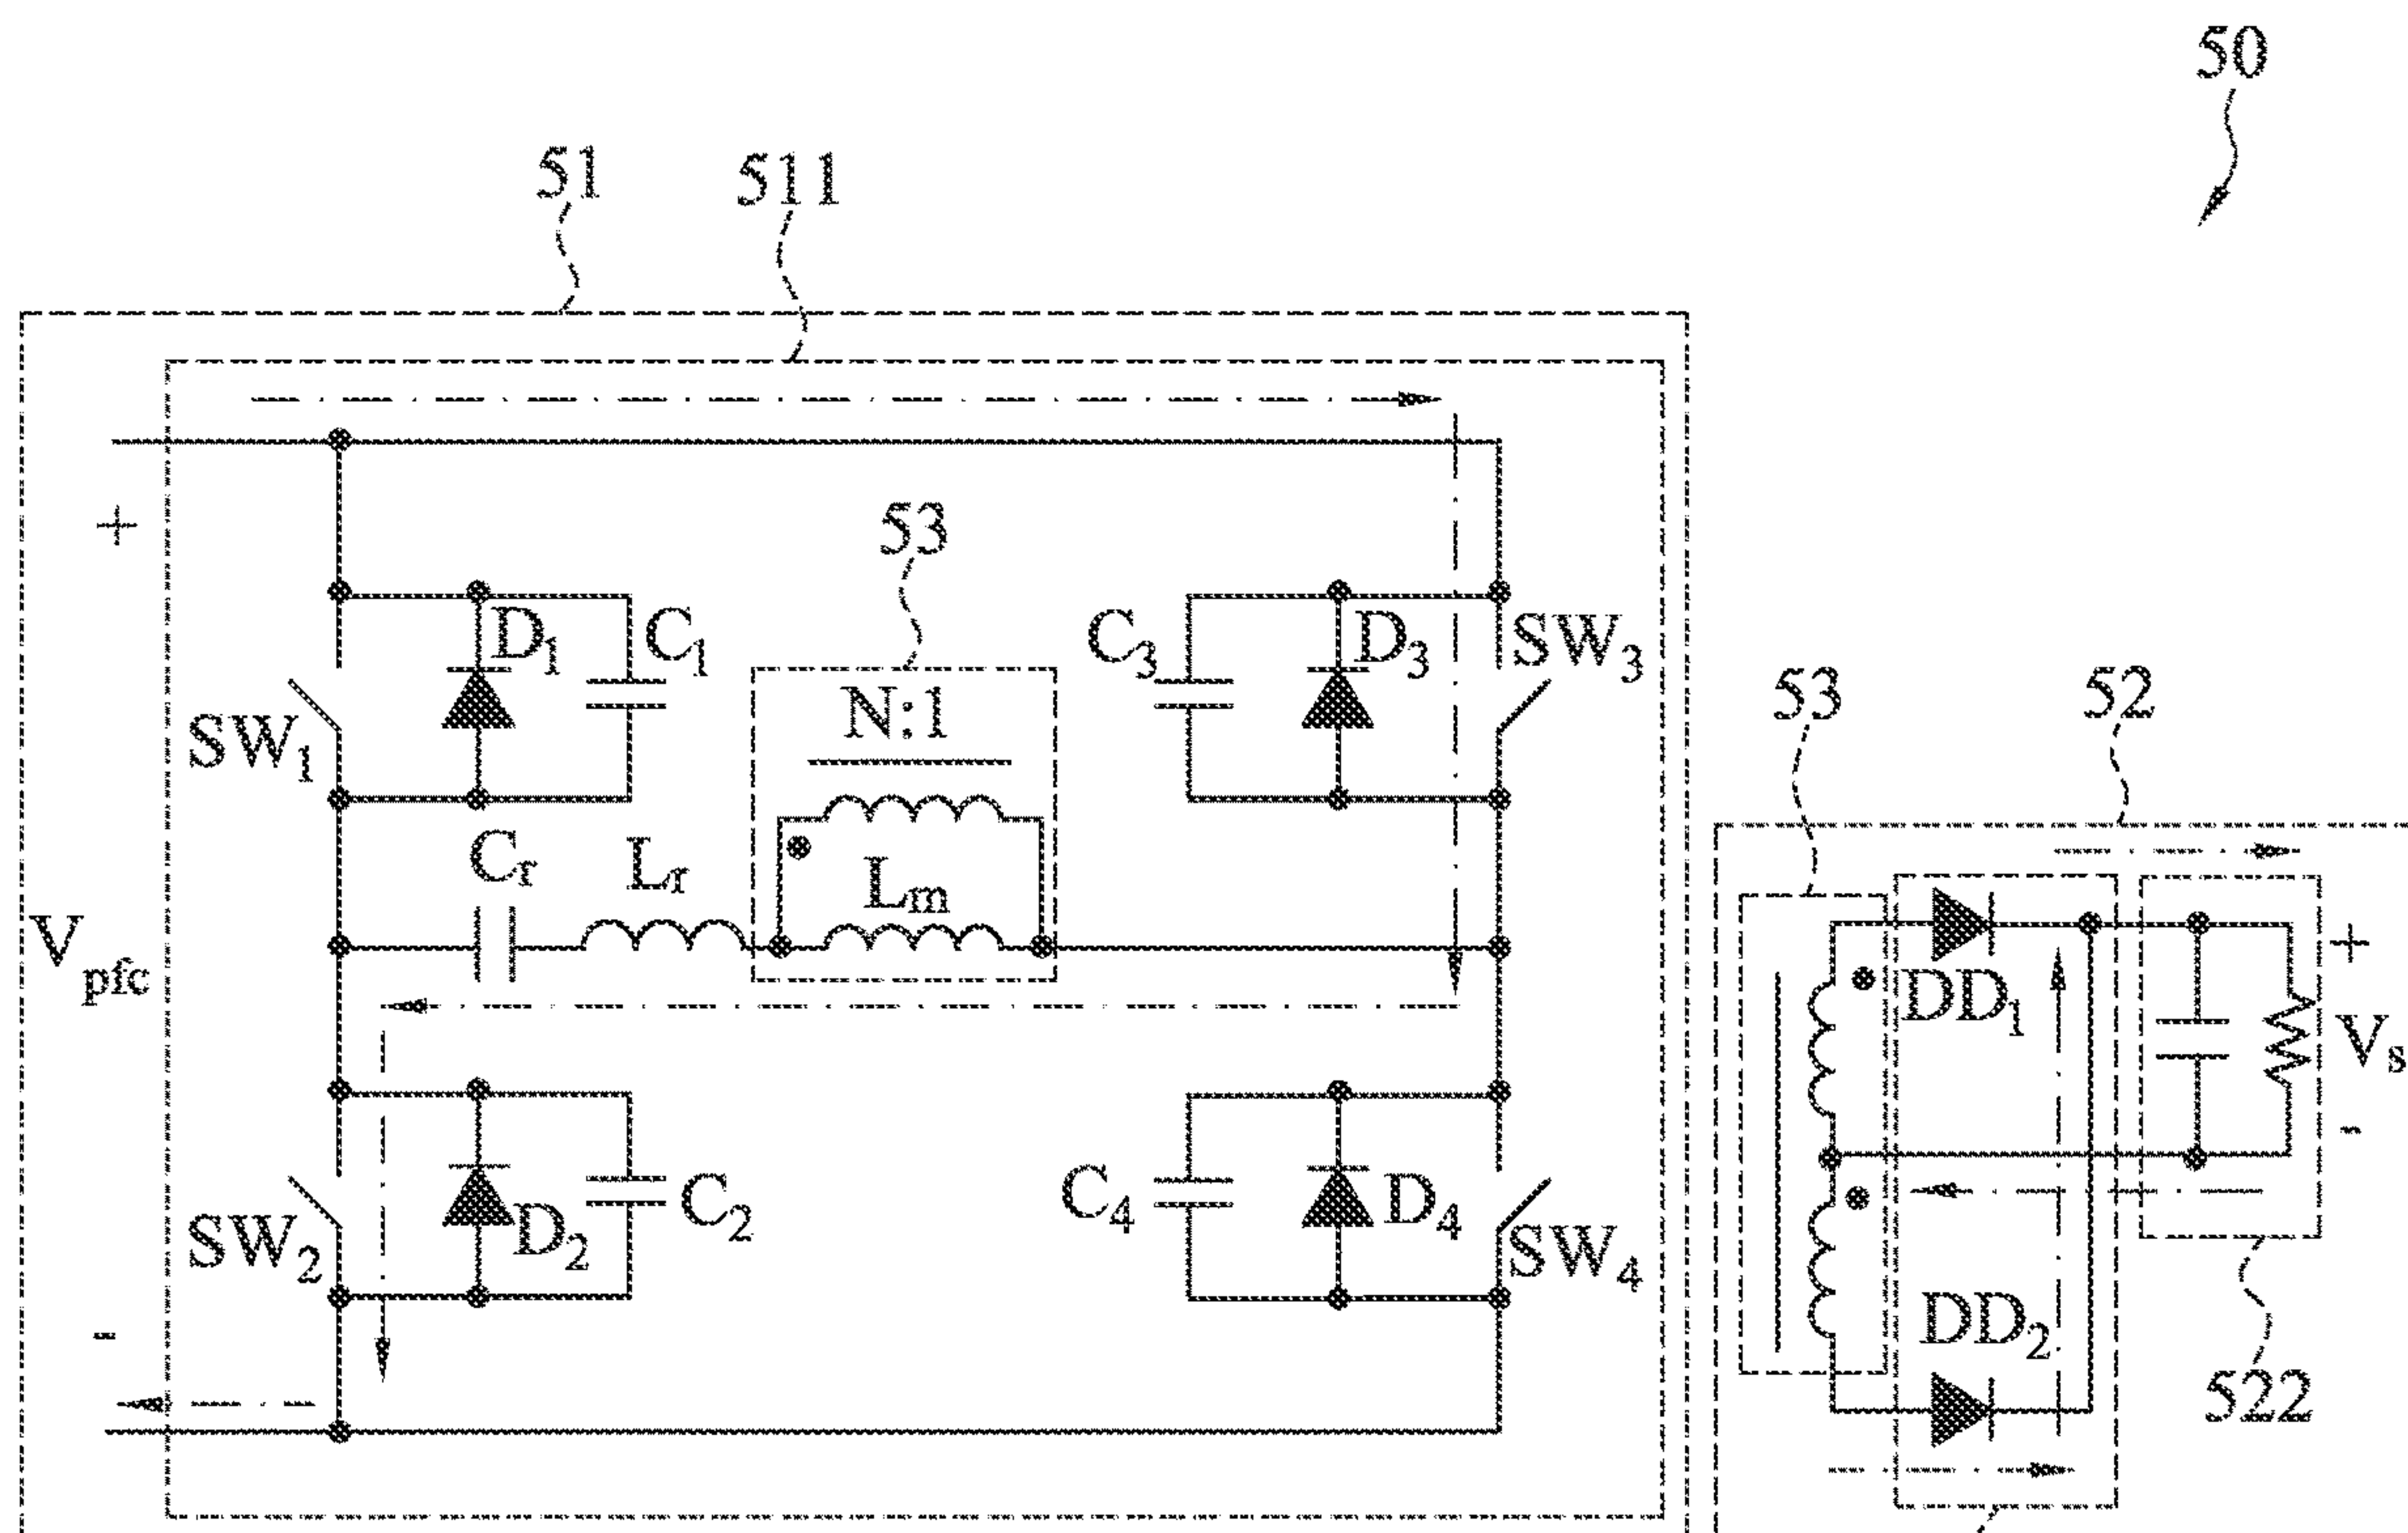 50
51
511
+
53
D1
C1
C3
D3
SW3
N:1
SW1
53
52
Cr
Lr
Lm
Vpfc
DD1
+
Vs
-
SW2
D2
C2
C4
D4
SW4
DD2
-
522